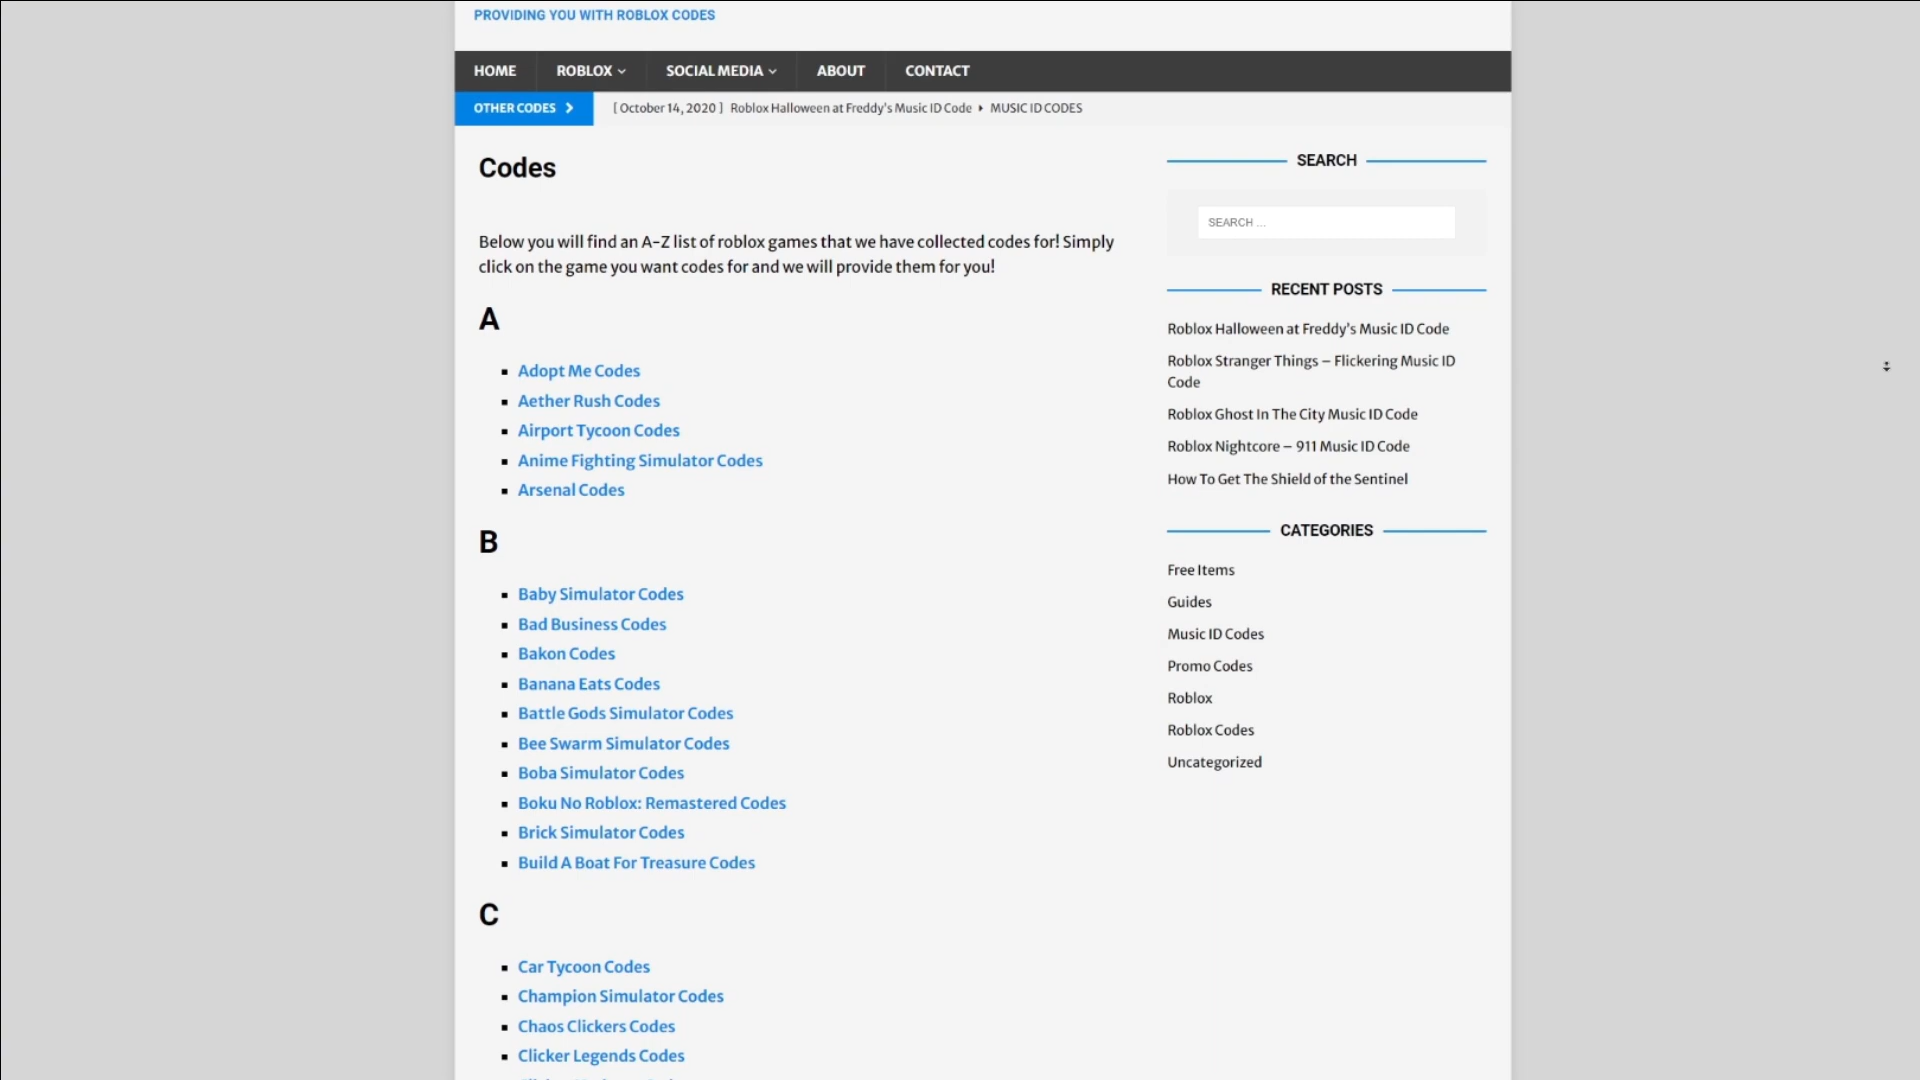 PROVIDING YOU WITH ROBLOX CODES
HOME ROBLOX SOCIAL MEDIA ABOUT CONTACT
OTHER CODES [ October 14, 2020 ] Roblox Halloween at Freddy's Music ID Code MUSIC ID CODES
Codes
Below you will find an A-Z list of roblox games that we have collected codes for! Simply
click on the game you want codes for and we will provide them for you!
A
Adopt Me Codes
Aether Rush Codes
Airport Tycoon Codes
Anime Fighting Simulator Codes
Arsenal Codes
B
Baby Simulator Codes
Bad Business Codes
Bakon Codes
Banana Eats Codes
Battle Gods Simulator Codes
Bee Swarm Simulator Codes
Boba Simulator Codes
Boku No Roblox: Remastered Codes
Brick Simulator Codes
Build A Boat For Treasure Codes
C
Car Tycoon Codes
Champion Simulator Codes
Chaos Clickers Codes
Clicker Legends Codes
SEARCH
SEARCH ...
RECENT POSTS
Roblox Halloween at Freddy's Music ID Code
Roblox Stranger Things – Flickering Music ID
Code
Roblox Ghost In The City Music ID Code
Roblox Nightcore – 911 Music ID Code
How To Get The Shield of the Sentinel
CATEGORIES
Free Items
Guides
Music ID Codes
Promo Codes
Roblox
Roblox Codes
Uncategorized